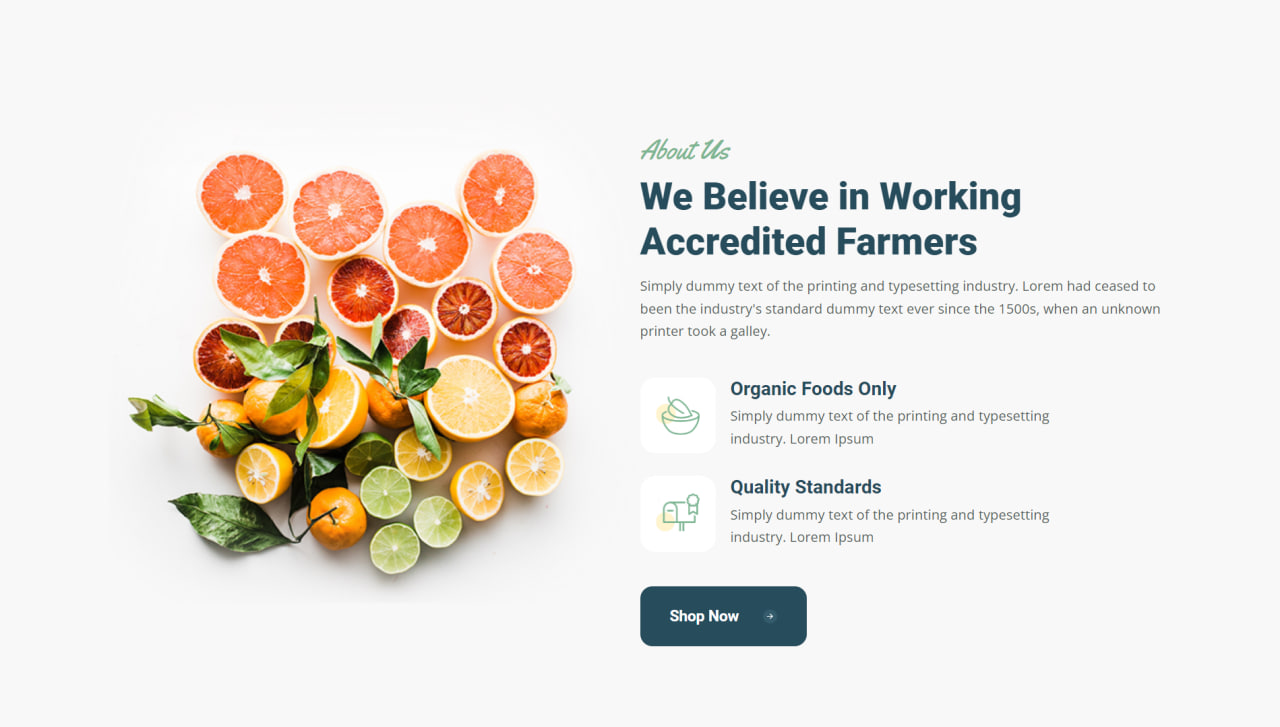 About Us
We Believe in Working
Accredited Farmers
Simply dummy text of the printing and typesetting industry. Lorem had ceased to
been the industry's standard dummy text ever since the 1500s, when an unknown
printer took a galley.
Organic Foods Only
Simply dummy text of the printing and typesetting
industry. Lorem Ipsum
Quality Standards
Simply dummy text of the printing and typesetting
industry. Lorem Ipsum
Shop Now